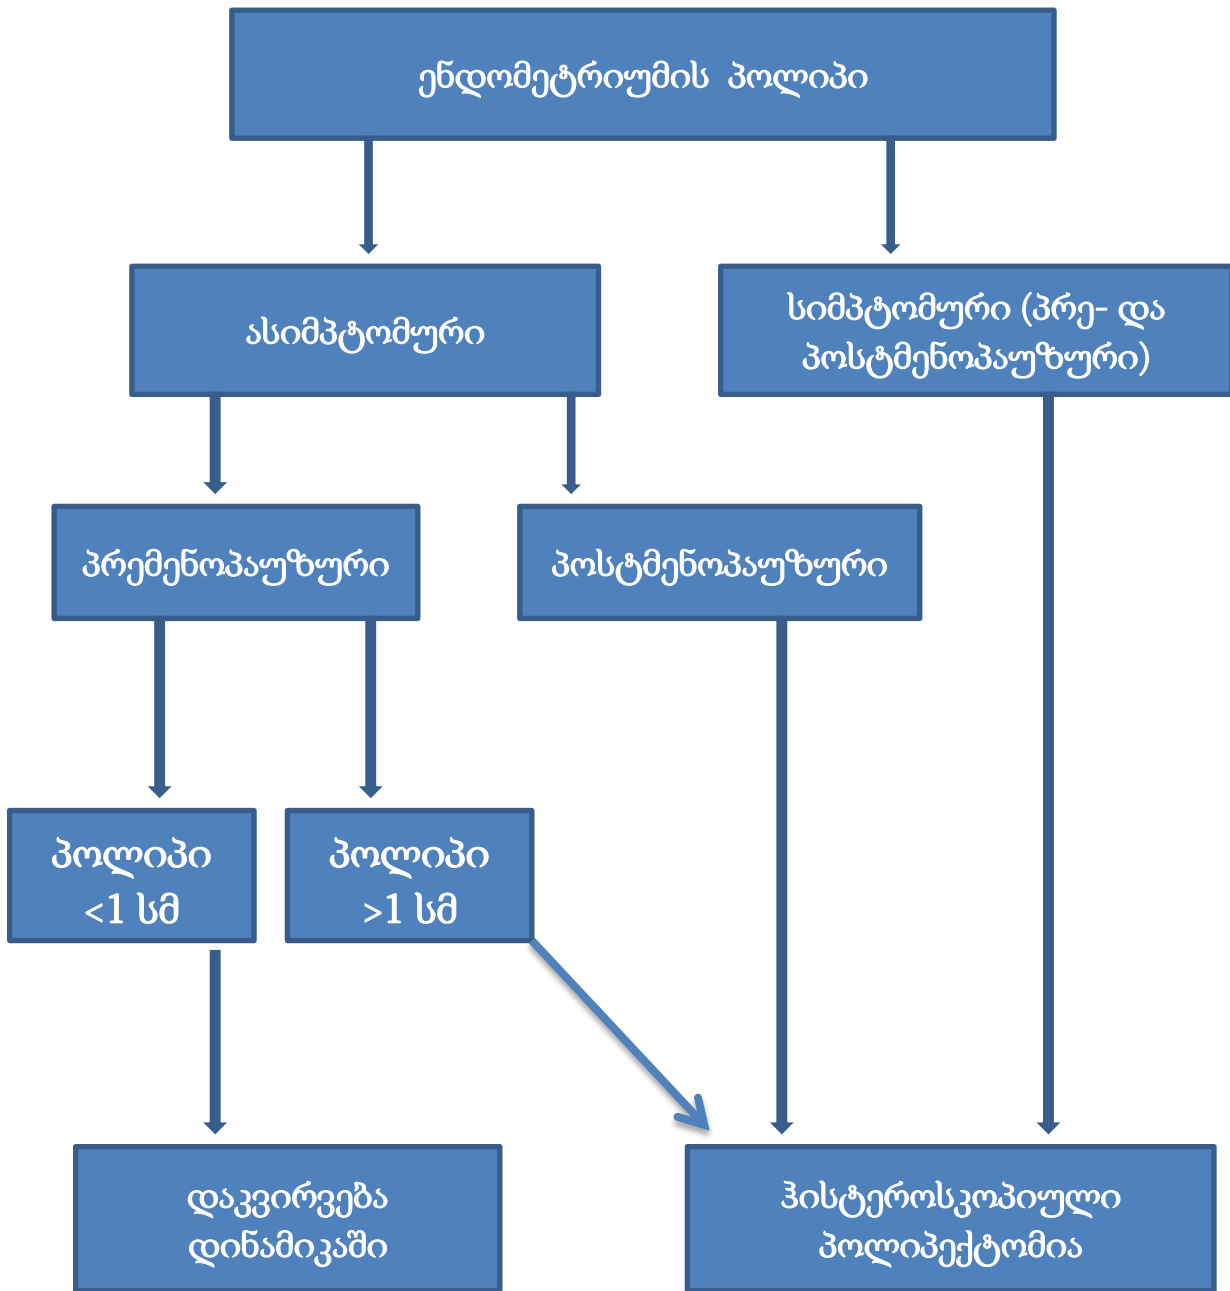 ენდომეტრიუმის პოლიპი
ასიმპტომური
სიმპტომური (პრე- და
პოსტმენოპაუზური)
პრემენოპაუზური
პოსტმენოპაუზური
პოლიპი
<1 სმ
პოლიპი
>1 სმ
დაკვირვება
დინამიკაში
ჰისტეროსკოპიული
პოლიპექტომია